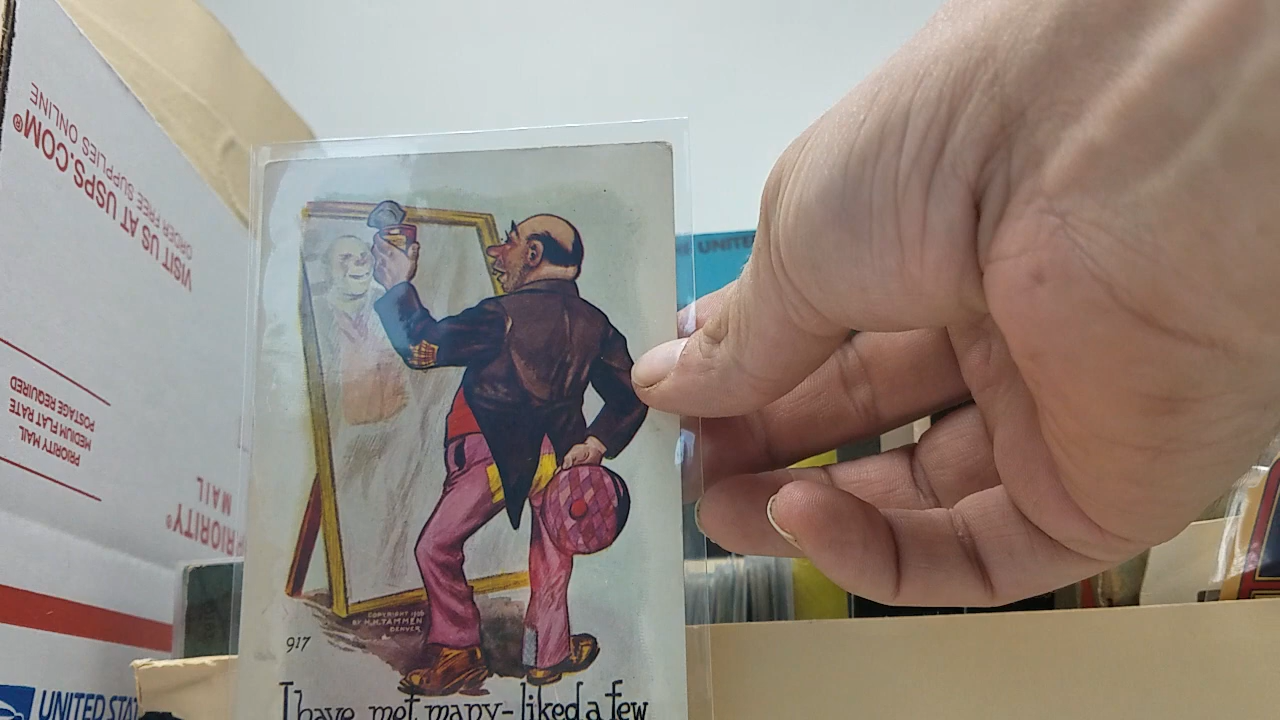 ORDER FREE SUPPLIES ONLINE
VISIT US AT USPS.COM®
PRIORITY MAIL
MEDIUM FLAT RATE
POSTAGE REQUIRED
PRIORITY®
MAIL
UNITED STAT
UNITE
COPYRIGHT 1906
BY H.H. TAMMEN
DENVER
917
I have met many-liked a few